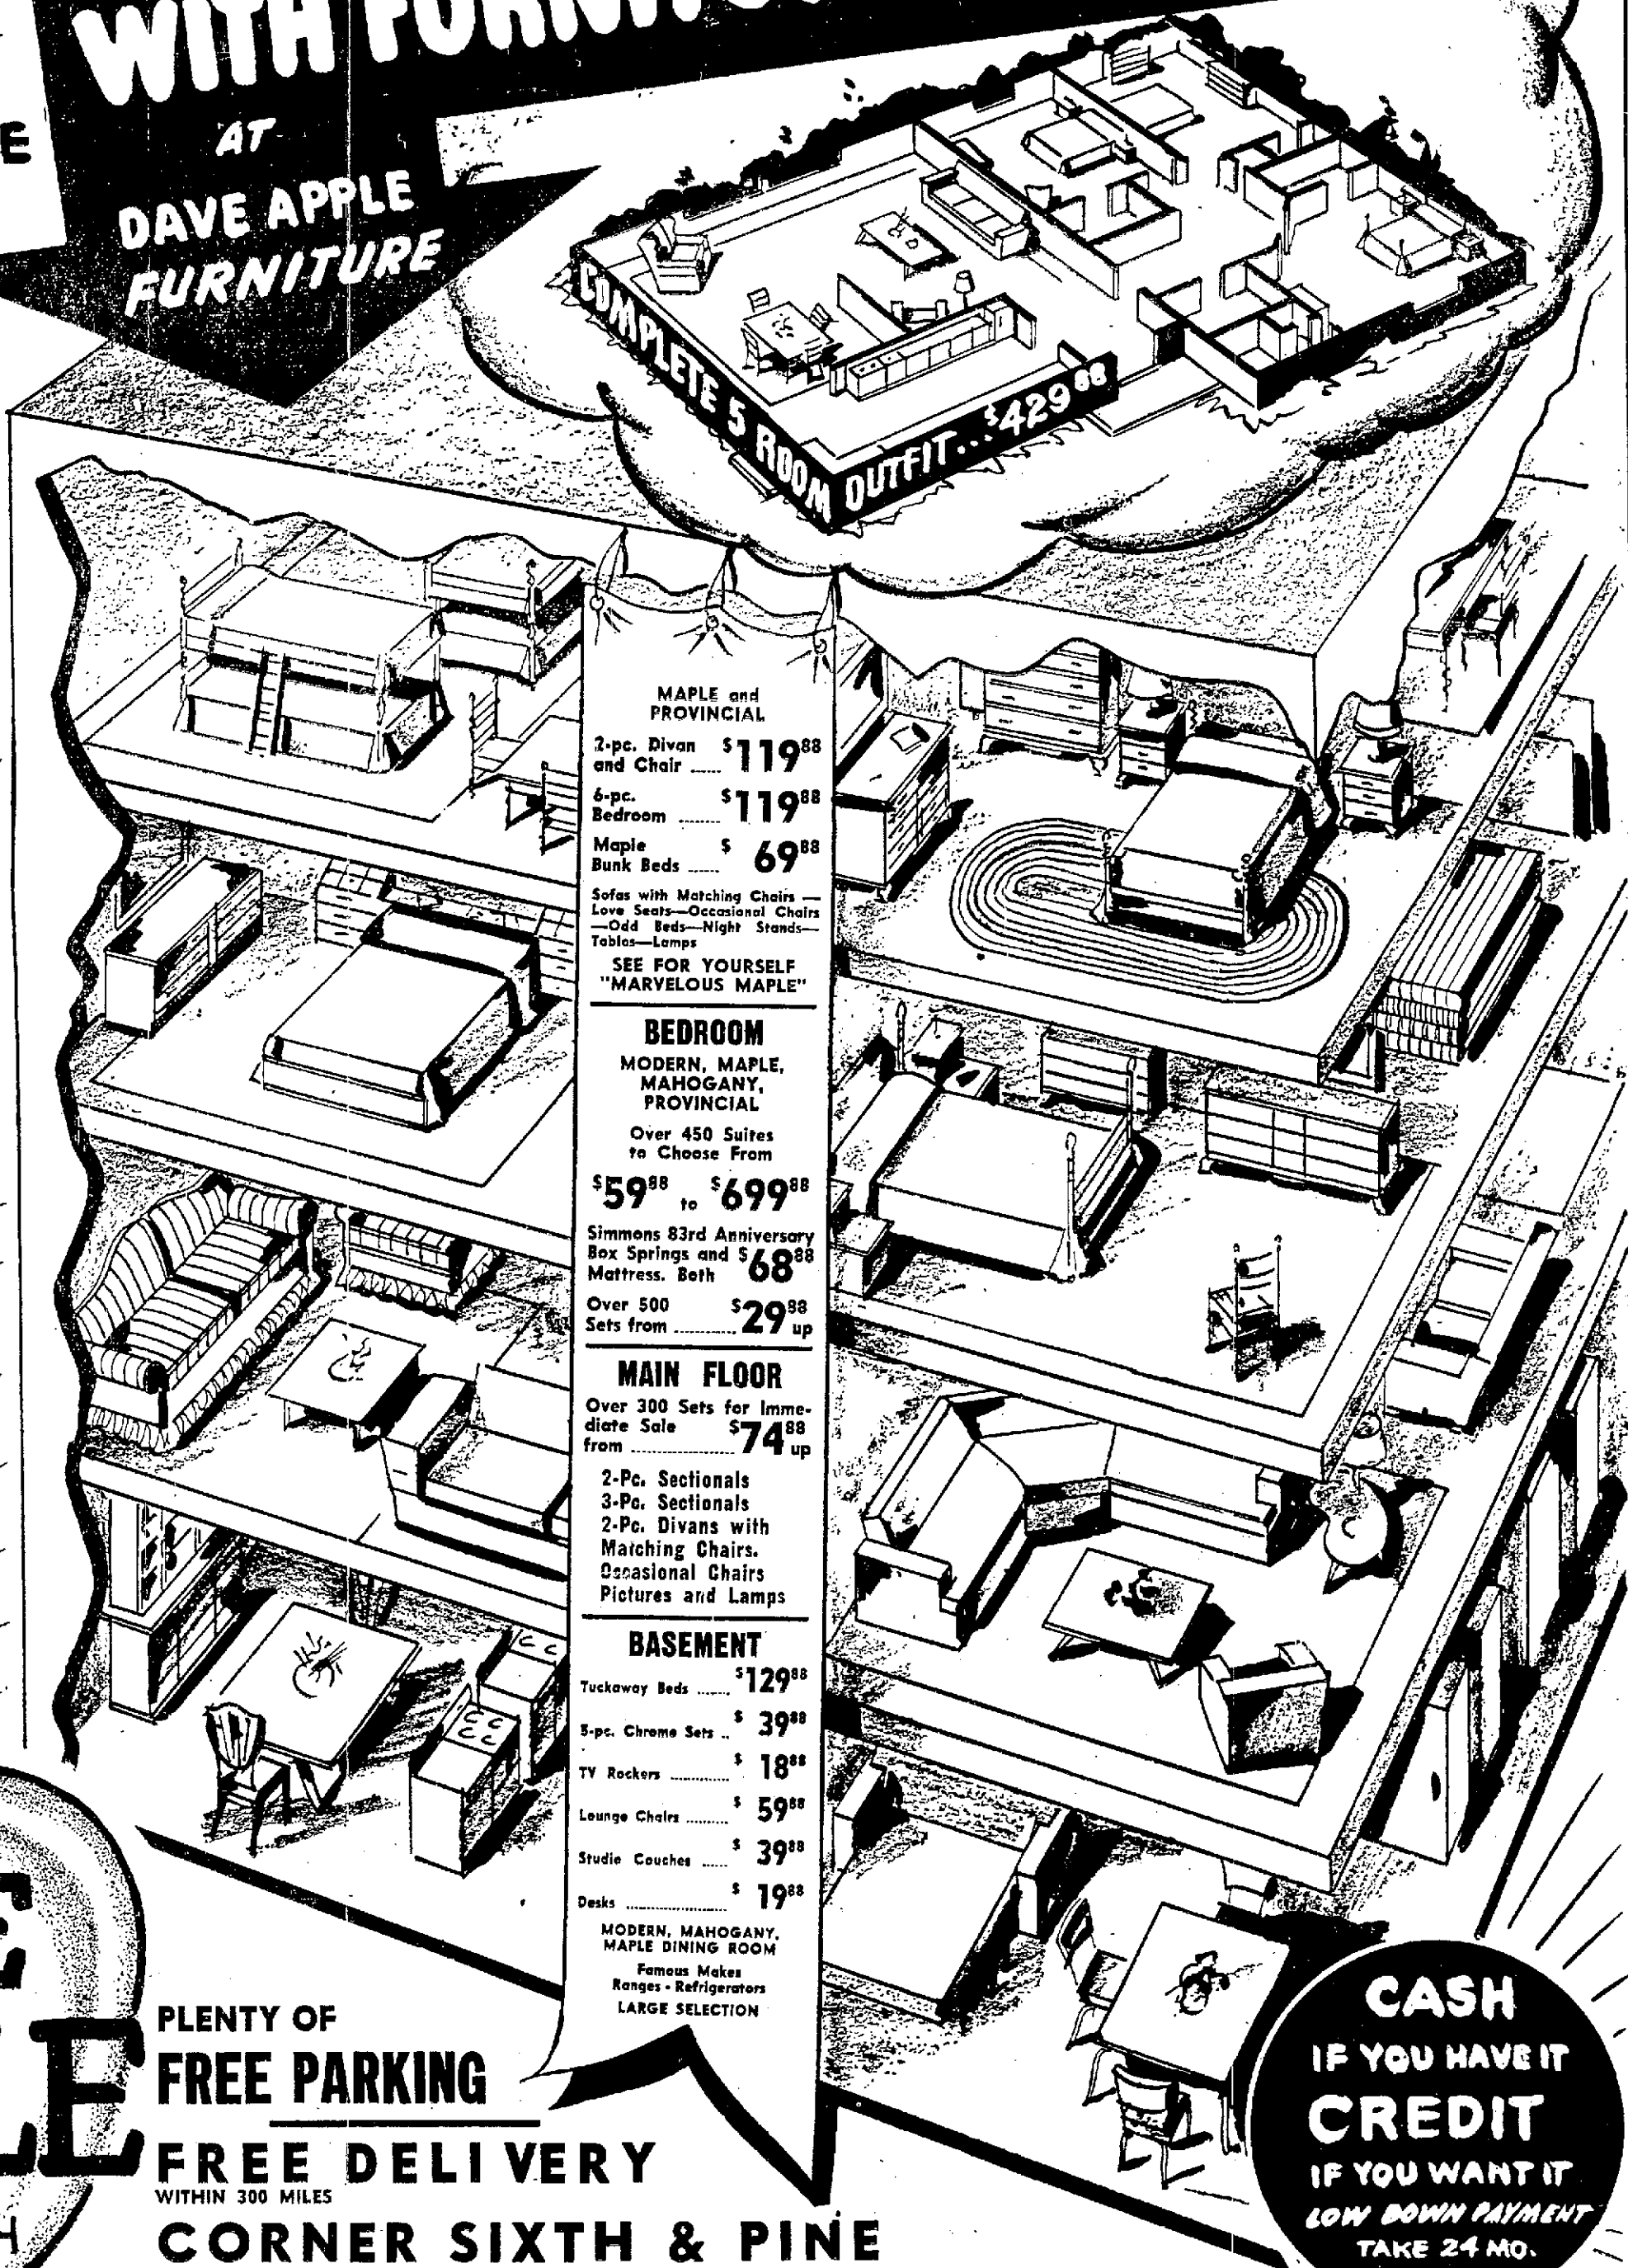 WITH
AT
DAVE APPLE
FURNITURE
COMPLETE 5 ROOM
OUTFIT...$429 88
MAPLE and
PROVINCIAL
2-pc. Divan $119 88
and Chair ......
6-pc. $119 88
Bedroom ........
Maple $ 69 88
Bunk Beds ......
Sofas with Matching Chairs —
Love Seats—Occasional Chairs
—Odd Beds—Night Stands—
Tables—Lamps
SEE FOR YOURSELF
"MARVELOUS MAPLE"
BEDROOM
MODERN, MAPLE,
MAHOGANY,
PROVINCIAL
Over 450 Suites
to Choose From
$59 88 to $699 88
Simmons 83rd Anniversary
Box Springs and $68 88
Mattress. Both
Over 500 $29 88
Sets from ............ up
MAIN FLOOR
Over 300 Sets for Imme-
diate Sale $74 88
from .................... up
2-Pc. Sectionals
3-Pc. Sectionals
2-Pc. Divans with
Matching Chairs.
Occasional Chairs
Pictures and Lamps
BASEMENT
Tuckaway Beds ....... $129 88
5-pc. Chrome Sets .. $ 39 88
TV Rockers ............. $ 18 88
Lounge Chairs .......... $ 59 88
Studio Couches ...... $ 39 88
Desks ........................ $ 19 88
MODERN, MAHOGANY,
MAPLE DINING ROOM
Famous Makes
Ranges - Refrigerators
LARGE SELECTION
PLENTY OF
FREE PARKING
FREE DELIVERY
WITHIN 300 MILES
CORNER SIXTH & PINE
CASH
IF YOU HAVE IT
CREDIT
IF YOU WANT IT
LOW DOWN PAYMENT
TAKE 24 MO.